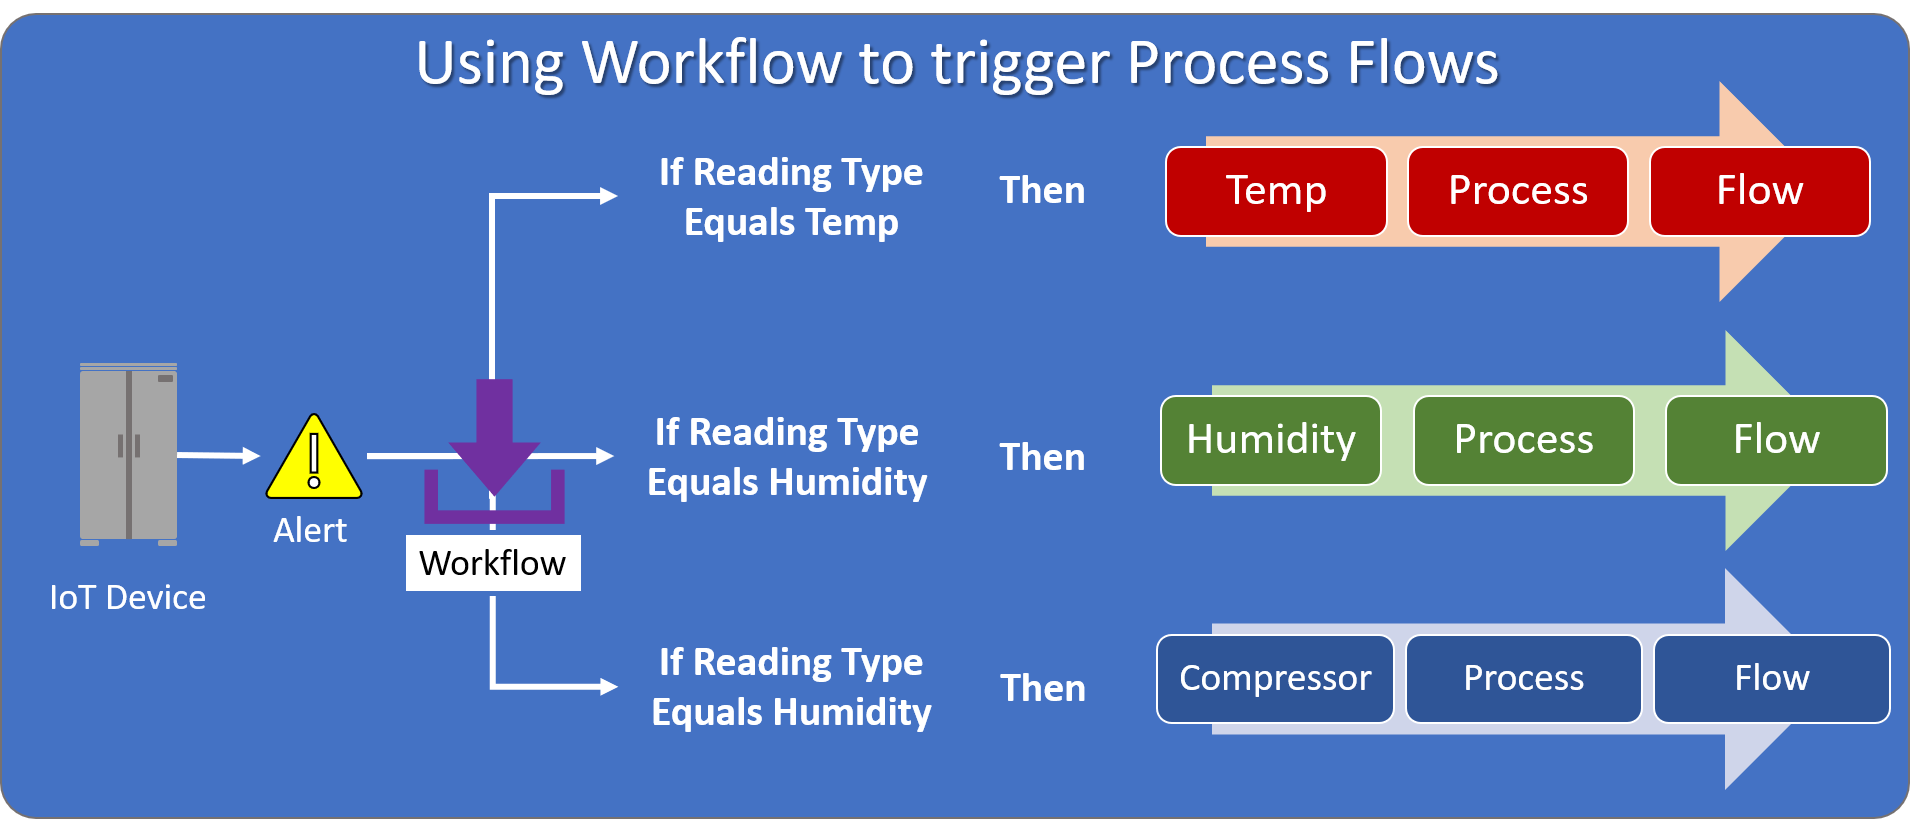 Using Workflow to trigger Process Flows
If Reading Type
Equals Temp
Then
Temp
Process
Flow
If Reading Type
Equals Humidity
Then
Humidity
Process
Flow
Alert
Workflow
IoT Device
If Reading Type
Equals Humidity
Then
Compressor
Process
Flow